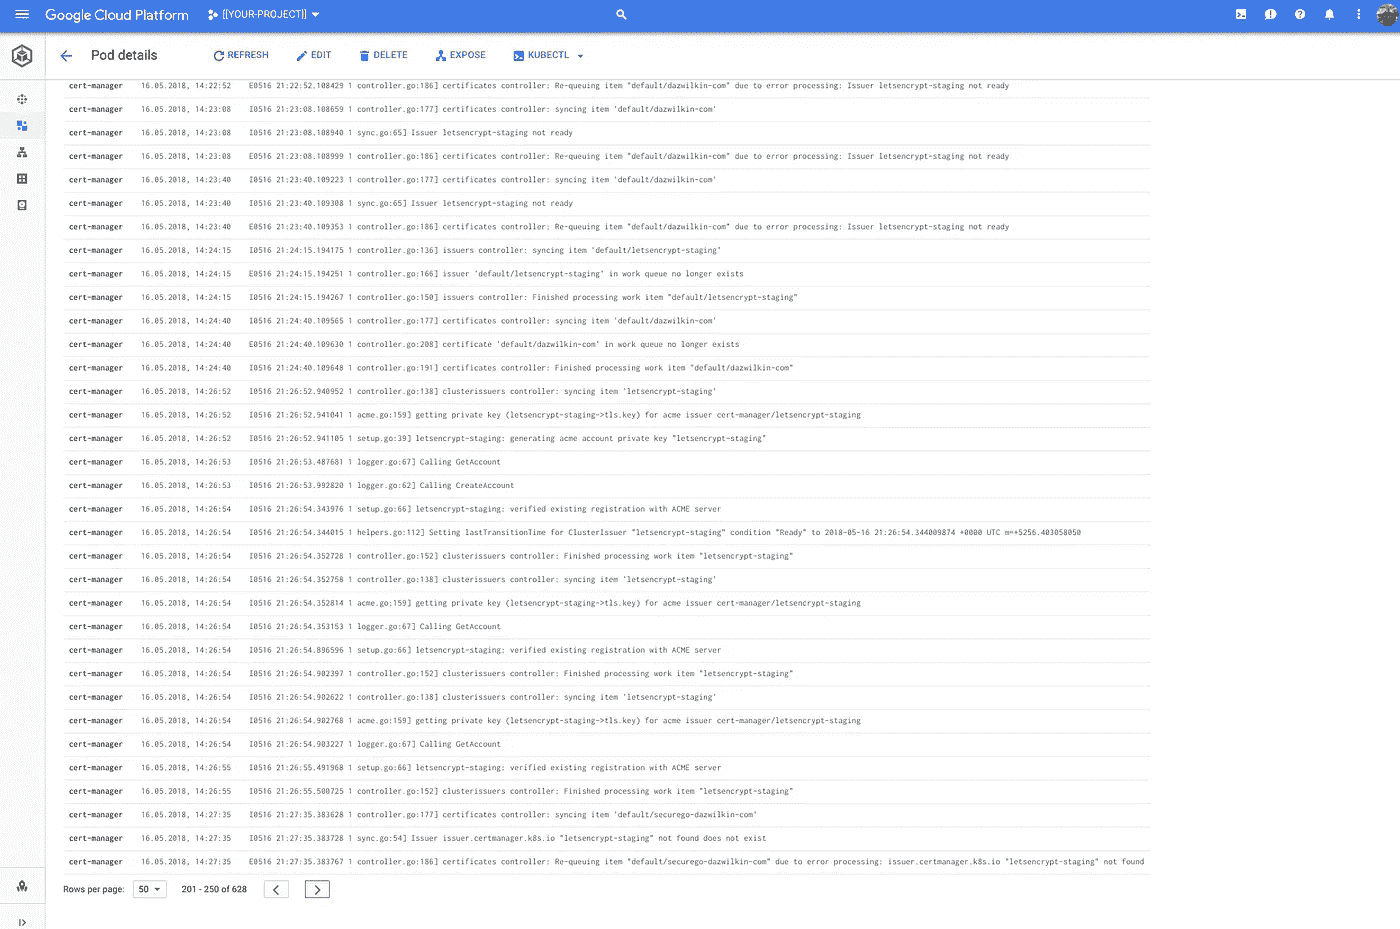 Google Cloud Platform [[YOUR-PROJECT]]
Pod details REFRESH EDIT DELETE EXPOSE KUBECTL
cert-manager 16.05.2018, 14:22:52 E0516 21:22:52.108429 1 controller.go:186] certificates controller: Re-queuing item "default/dazwilkin-com" due to error processing: Issuer letsencrypt-staging not ready
cert-manager 16.05.2018, 14:23:08 I0516 21:23:08.108659 1 controller.go:177] certificates controller: syncing item 'default/dazwilkin-com'
cert-manager 16.05.2018, 14:23:08 I0516 21:23:08.108940 1 sync.go:65] Issuer letsencrypt-staging not ready
cert-manager 16.05.2018, 14:23:08 E0516 21:23:08.108999 1 controller.go:186] certificates controller: Re-queuing item "default/dazwilkin-com" due to error processing: Issuer letsencrypt-staging not ready
cert-manager 16.05.2018, 14:23:40 I0516 21:23:40.109223 1 controller.go:177] certificates controller: syncing item 'default/dazwilkin-com'
cert-manager 16.05.2018, 14:23:40 I0516 21:23:40.109308 1 sync.go:65] Issuer letsencrypt-staging not ready
cert-manager 16.05.2018, 14:23:40 E0516 21:23:40.109353 1 controller.go:186] certificates controller: Re-queuing item "default/dazwilkin-com" due to error processing: Issuer letsencrypt-staging not ready
cert-manager 16.05.2018, 14:24:15 I0516 21:24:15.194175 1 controller.go:136] issuers controller: syncing item 'default/letsencrypt-staging'
cert-manager 16.05.2018, 14:24:15 E0516 21:24:15.194251 1 controller.go:166] issuer 'default/letsencrypt-staging' in work queue no longer exists
cert-manager 16.05.2018, 14:24:15 I0516 21:24:15.194267 1 controller.go:150] issuers controller: Finished processing work item "default/letsencrypt-staging"
cert-manager 16.05.2018, 14:24:40 I0516 21:24:40.109565 1 controller.go:177] certificates controller: syncing item 'default/dazwilkin-com'
cert-manager 16.05.2018, 14:24:40 E0516 21:24:40.109630 1 controller.go:208] certificate 'default/dazwilkin-com' in work queue no longer exists
cert-manager 16.05.2018, 14:24:40 I0516 21:24:40.109648 1 controller.go:191] certificates controller: Finished processing work item "default/dazwilkin-com"
cert-manager 16.05.2018, 14:26:52 I0516 21:26:52.940952 1 controller.go:138] clusterissuers controller: syncing item 'letsencrypt-staging'
cert-manager 16.05.2018, 14:26:52 I0516 21:26:52.941041 1 acme.go:159] getting private key (letsencrypt-staging->tls.key) for acme issuer cert-manager/letsencrypt-staging
cert-manager 16.05.2018, 14:26:52 I0516 21:26:52.941105 1 setup.go:39] letsencrypt-staging: generating acme account private key "letsencrypt-staging"
cert-manager 16.05.2018, 14:26:53 I0516 21:26:53.487681 1 logger.go:67] Calling GetAccount
cert-manager 16.05.2018, 14:26:53 I0516 21:26:53.992820 1 logger.go:62] Calling CreateAccount
cert-manager 16.05.2018, 14:26:54 I0516 21:26:54.343976 1 setup.go:66] letsencrypt-staging: verified existing registration with ACME server
cert-manager 16.05.2018, 14:26:54 I0516 21:26:54.344015 1 helpers.go:112] Setting lastTransitionTime for ClusterIssuer "letsencrypt-staging" condition "Ready" to 2018-05-16 21:26:54.344009874 +0000 UTC m=+5256.403058050
cert-manager 16.05.2018, 14:26:54 I0516 21:26:54.352728 1 controller.go:152] clusterissuers controller: Finished processing work item "letsencrypt-staging"
cert-manager 16.05.2018, 14:26:54 I0516 21:26:54.352758 1 controller.go:138] clusterissuers controller: syncing item 'letsencrypt-staging'
cert-manager 16.05.2018, 14:26:54 I0516 21:26:54.352814 1 acme.go:159] getting private key (letsencrypt-staging->tls.key) for acme issuer cert-manager/letsencrypt-staging
cert-manager 16.05.2018, 14:26:54 I0516 21:26:54.353153 1 logger.go:67] Calling GetAccount
cert-manager 16.05.2018, 14:26:54 I0516 21:26:54.896596 1 setup.go:66] letsencrypt-staging: verified existing registration with ACME server
cert-manager 16.05.2018, 14:26:54 I0516 21:26:54.902397 1 controller.go:152] clusterissuers controller: Finished processing work item "letsencrypt-staging"
cert-manager 16.05.2018, 14:26:54 I0516 21:26:54.902622 1 controller.go:138] clusterissuers controller: syncing item 'letsencrypt-staging'
cert-manager 16.05.2018, 14:26:54 I0516 21:26:54.902768 1 acme.go:159] getting private key (letsencrypt-staging->tls.key) for acme issuer cert-manager/letsencrypt-staging
cert-manager 16.05.2018, 14:26:54 I0516 21:26:54.903227 1 logger.go:67] Calling GetAccount
cert-manager 16.05.2018, 14:26:55 I0516 21:26:55.491968 1 setup.go:66] letsencrypt-staging: verified existing registration with ACME server
cert-manager 16.05.2018, 14:26:55 I0516 21:26:55.500725 1 controller.go:152] clusterissuers controller: Finished processing work item "letsencrypt-staging"
cert-manager 16.05.2018, 14:27:35 I0516 21:27:35.383628 1 controller.go:177] certificates controller: syncing item 'default/securego-dazwilkin-com'
cert-manager 16.05.2018, 14:27:35 I0516 21:27:35.383728 1 sync.go:54] Issuer issuer.certmanager.k8s.io "letsencrypt-staging" not found does not exist
cert-manager 16.05.2018, 14:27:35 E0516 21:27:35.383767 1 controller.go:186] certificates controller: Re-queuing item "default/securego-dazwilkin-com" due to error processing: issuer.certmanager.k8s.io "letsencrypt-staging" not found
Rows per page: 50 201 - 250 of 628